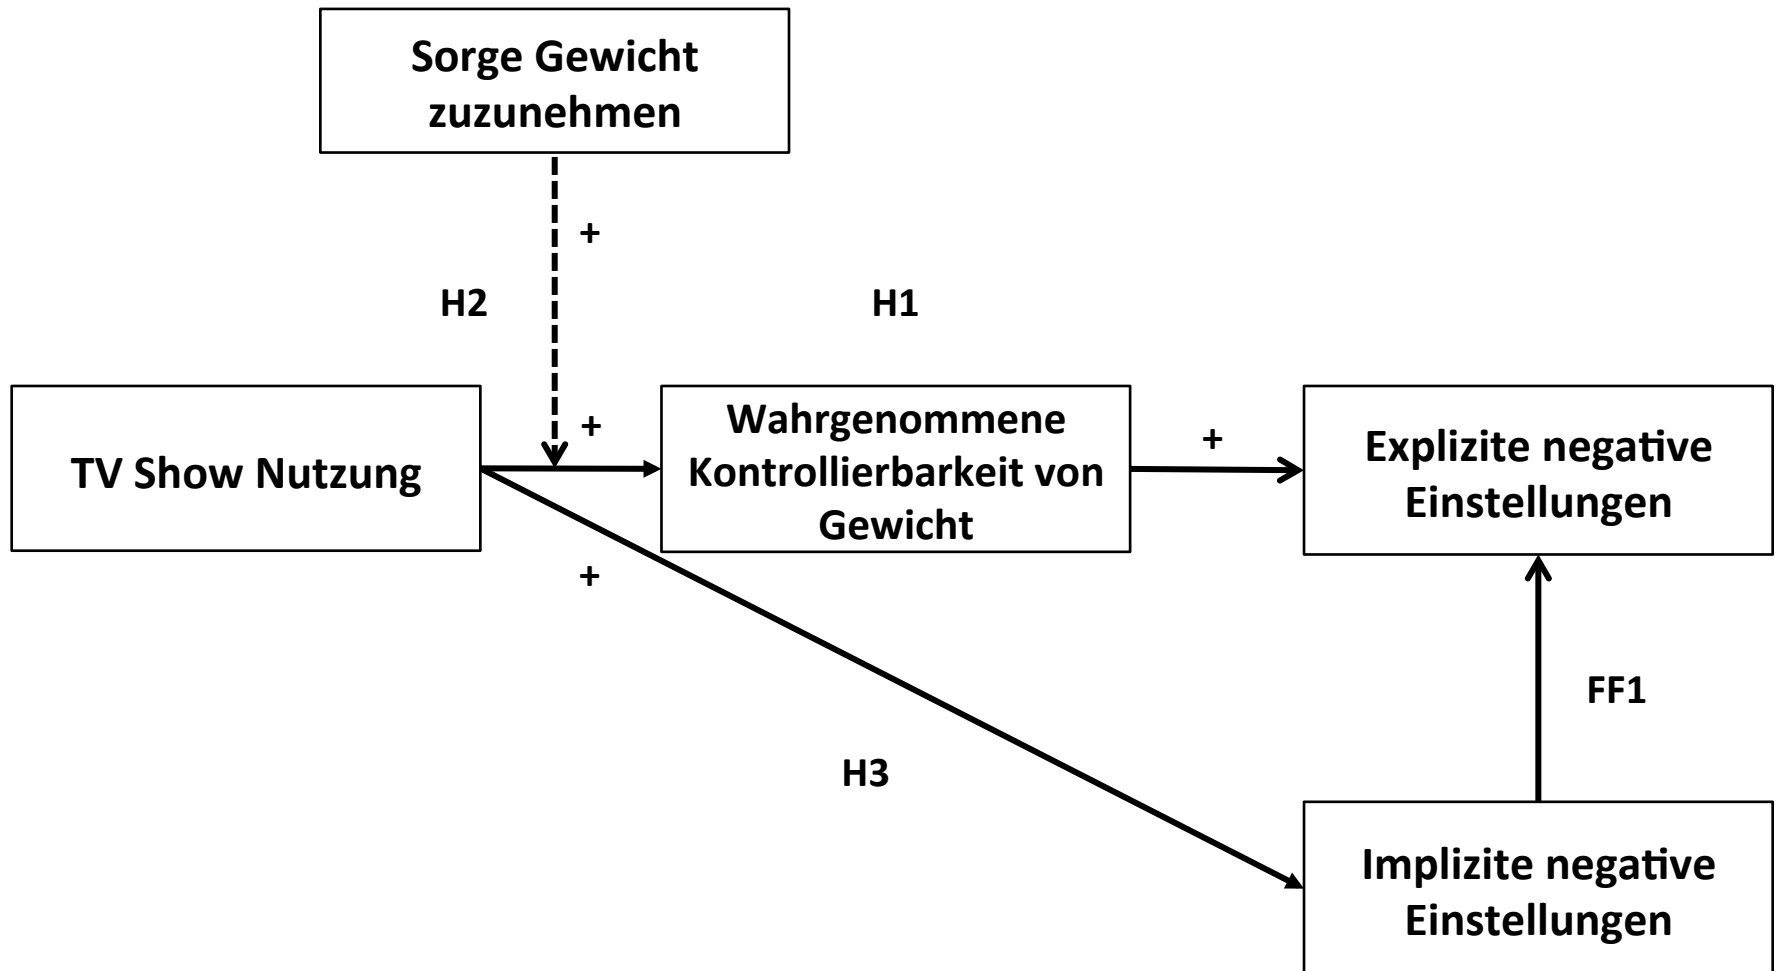 Sorge Gewicht
zuzunehmen
+
H2
H1
TV Show Nutzung
+
Wahrgenommene
Kontrollierbarkeit von
Gewicht
+
Explizite negative
Einstellungen
+
FF1
H3
Implizite negative
Einstellungen